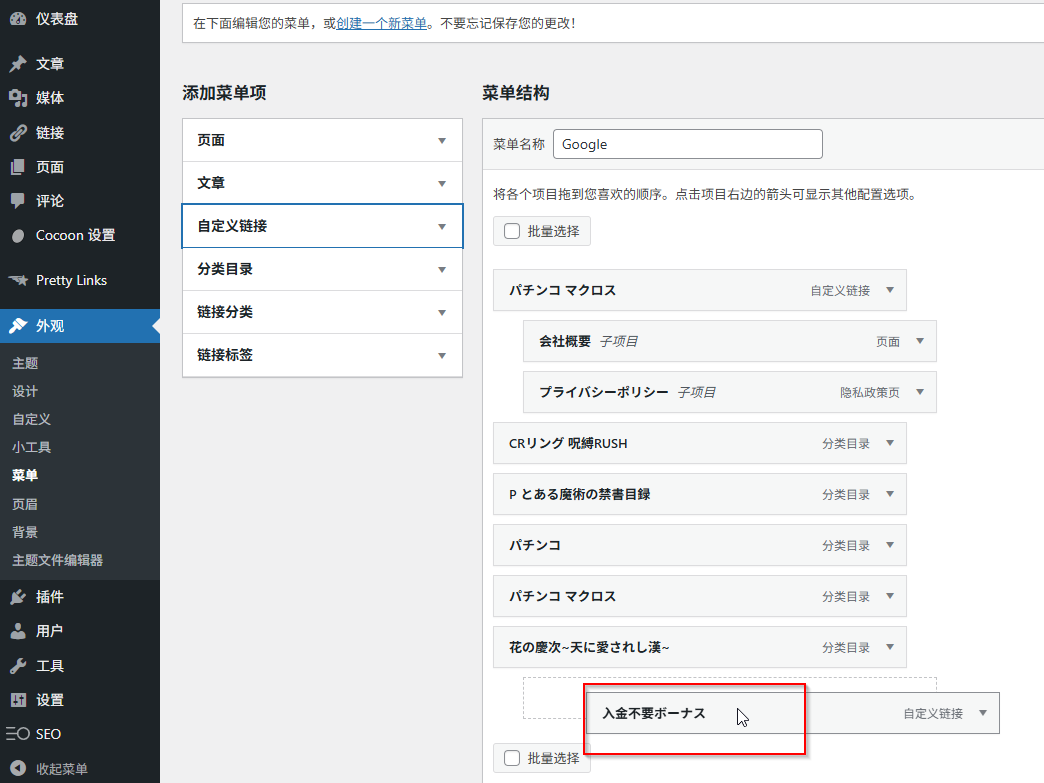 仪表盘
文章
媒体
链接
页面
评论
Cocoon 设置
Pretty Links
外观
主题
设计
自定义
小工具
菜单
页眉
背景
主题文件编辑器
插件
用户
工具
设置
SEO
收起菜单
在下面编辑您的菜单，或创建一个新菜单。不要忘记保存您的更改！
添加菜单项
页面
文章
自定义链接
分类目录
链接分类
链接标签
菜单结构
菜单名称 Google
将各个项目拖到您喜欢的顺序。点击项目右边的箭头可显示其他配置选项。
批量选择
パチンコ マクロス 自定义链接
会社概要 子项目 页面
プライバシーポリシー 子项目 隐私政策页
CRリング 呪縛RUSH 分类目录
P とある魔術の禁書目録 分类目录
パチンコ 分类目录
パチンコ マクロス 分类目录
花の慶次~天に愛されし漢~ 分类目录
入金不要ボーナス 自定义链接
批量选择